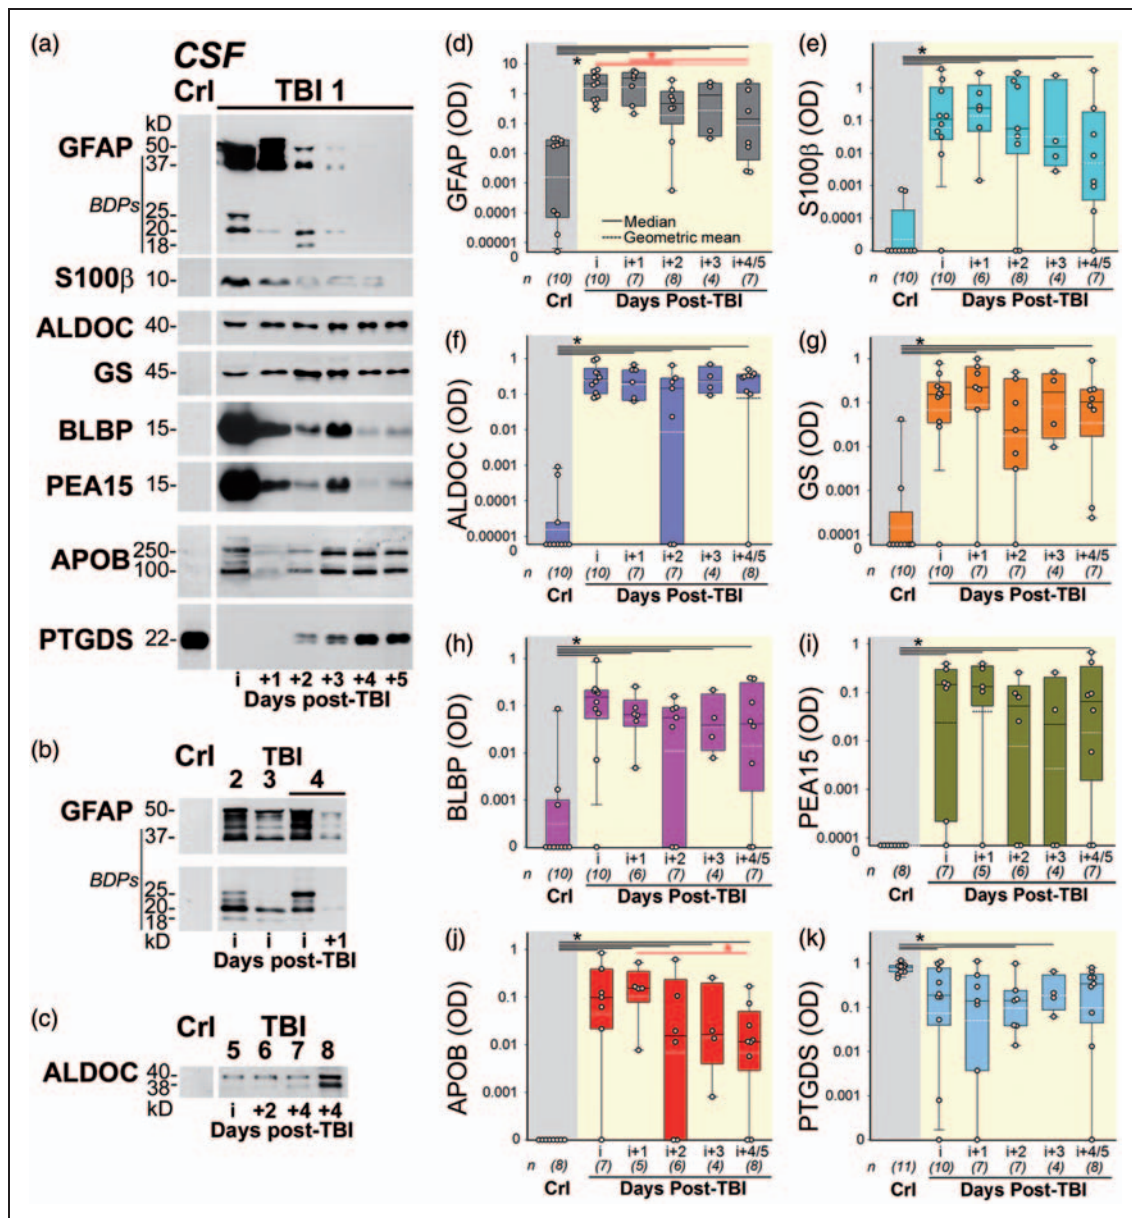 (a)
CSF
Crl TBI 1
kD
GFAP 50-
37-
BDPs
25-
20-
18-
S100β 10-
ALDOC 40-
GS 45-
BLBP 15-
PEA15 15-
APOB 250-
100-
PTGDS 22-
i +1 +2 +3 +4 +5
Days post-TBI
(b)
Crl TBI
2 3 4
GFAP 50-
37-
BDPs
25-
20-
18-
kD
i i i +1
Days post-TBI
(c)
Crl TBI
5 6 7 8
ALDOC 40-
38-
kD
i +2 +4 +4
Days post-TBI
(d)
GFAP (OD)
*
*
10
1
0.1
0.01
0.001
0.0001
0.00001
0
Median
Geometric mean
i i+1 i+2 i+3 i+4/5
n (10) (10) (7) (8) (4) (7)
Crl Days Post-TBI
(e)
S100β (OD)
*
1
0.1
0.01
0.001
0.0001
0
i i+1 i+2 i+3 i+4/5
n (10) (10) (6) (8) (4) (7)
Crl Days Post-TBI
(f)
ALDOC (OD)
*
1
0.1
0.01
0.001
0.0001
0.00001
0
i i+1 i+2 i+3 i+4/5
n (10) (10) (7) (7) (4) (8)
Crl Days Post-TBI
(g)
GS (OD)
*
1
0.1
0.01
0.001
0.00001
0
i i+1 i+2 i+3 i+4/5
n (10) (10) (7) (7) (4) (7)
Crl Days Post-TBI
(h)
BLBP (OD)
*
1
0.1
0.01
0.001
0
i i+1 i+2 i+3 i+4/5
n (10) (10) (6) (7) (4) (7)
Crl Days Post-TBI
(i)
PEA15 (OD)
*
1
0.1
0.01
0.001
0.0001
0
i i+1 i+2 i+3 i+4/5
n (8) (7) (5) (6) (4) (7)
Crl Days Post-TBI
(j)
APOB (OD)
*
*
1
0.1
0.01
0.001
0
i i+1 i+2 i+3 i+4/5
n (8) (7) (5) (6) (4) (8)
Crl Days Post-TBI
(k)
PTGDS (OD)
*
1
0.1
0.01
0.001
0
i i+1 i+2 i+3 i+4/5
n (11) (10) (7) (7) (4) (8)
Crl Days Post-TBI